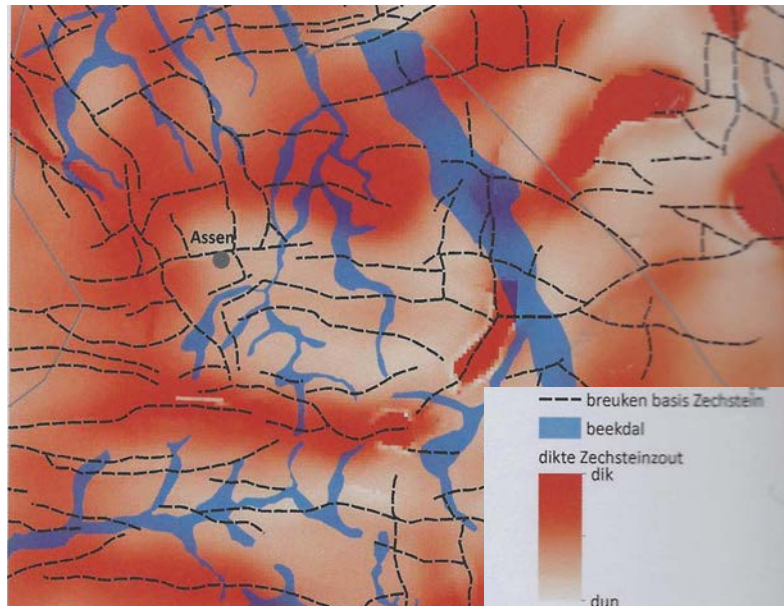 Assen
breuken basis Zechstein
beekdal
dikte Zechsteinzout
dik
dun